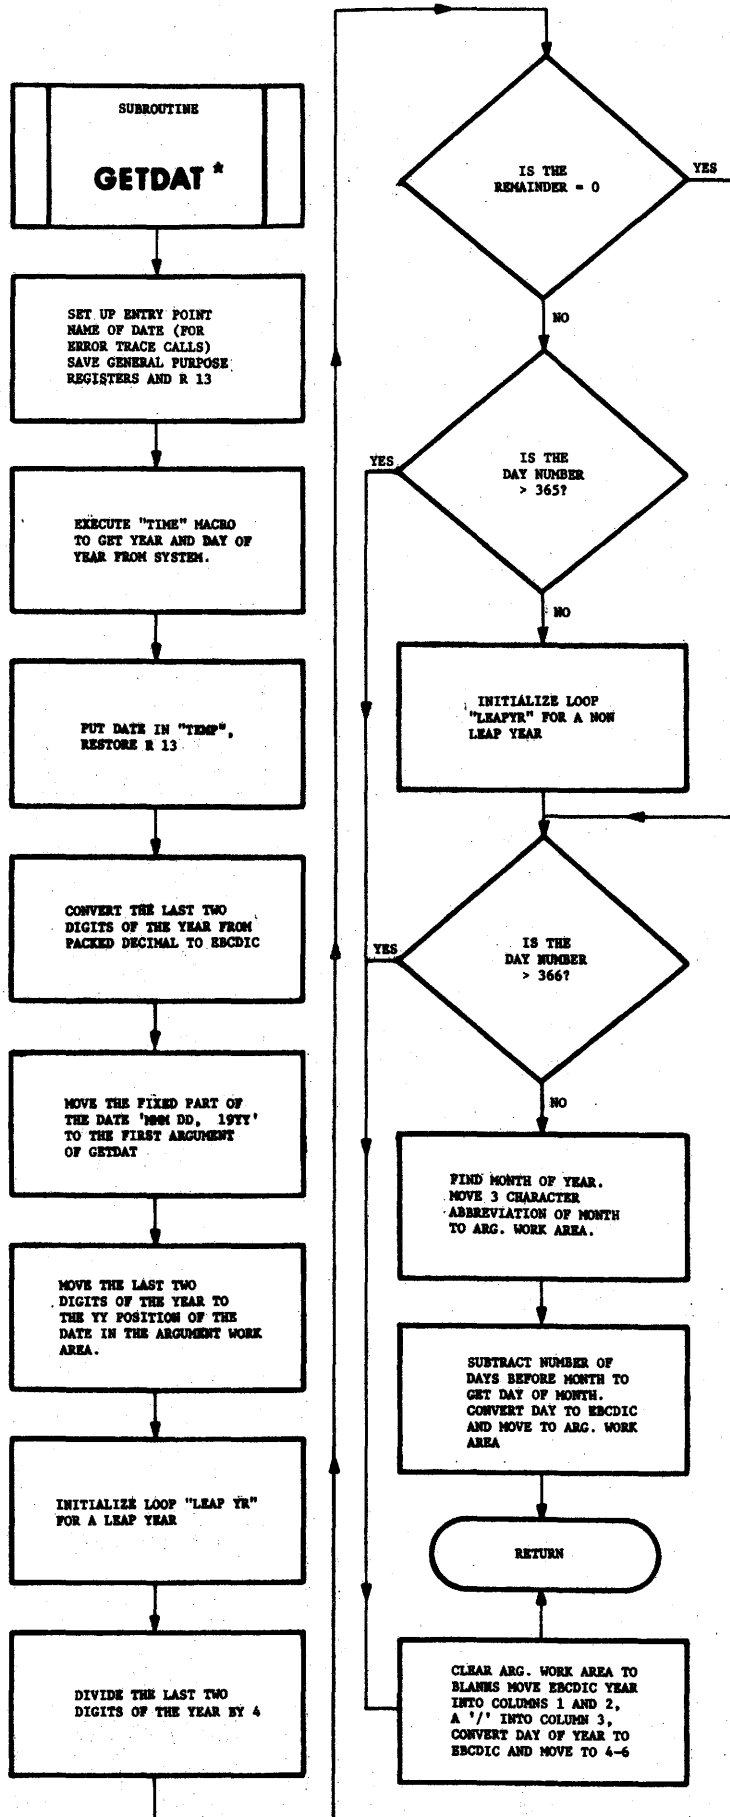 SUBROUTINE
GETDAT *
SET UP ENTRY POINT
NAME OF DATE (FOR
ERROR TRACE CALLS)
SAVE GENERAL PURPOSE
REGISTERS AND R 13
EXECUTE "TIME" MACRO
TO GET YEAR AND DAY OF
YEAR FROM SYSTEM.
PUT DATE IN "TEMP",
RESTORE R 13
CONVERT THE LAST TWO
DIGITS OF THE YEAR FROM
PACKED DECIMAL TO EBCDIC
MOVE THE FIXED PART OF
THE DATE 'MMM DD, 19YY'
TO THE FIRST ARGUMENT
OF GETDAT
MOVE THE LAST TWO
DIGITS OF THE YEAR TO
THE YY POSITION OF THE
DATE IN THE ARGUMENT WORK
AREA.
INITIALIZE LOOP "LEAP YR"
FOR A LEAP YEAR
DIVIDE THE LAST TWO
DIGITS OF THE YEAR BY 4
IS THE
REMAINDER = 0
YES
NO
IS THE
DAY NUMBER
> 365?
YES
NO
INITIALIZE LOOP
"LEAPYR" FOR A NON
LEAP YEAR
IS THE
DAY NUMBER
> 366?
YES
NO
FIND MONTH OF YEAR.
MOVE 3 CHARACTER
ABBREVIATION OF MONTH
TO ARG. WORK AREA.
SUBTRACT NUMBER OF
DAYS BEFORE MONTH TO
GET DAY OF MONTH.
CONVERT DAY TO EBCDIC
AND MOVE TO ARG. WORK
AREA
RETURN
CLEAR ARG. WORK AREA TO
BLANKS MOVE EBCDIC YEAR
INTO COLUMNS 1 AND 2,
A '/' INTO COLUMN 3,
CONVERT DAY OF YEAR TO
EBCDIC AND MOVE TO 4-6